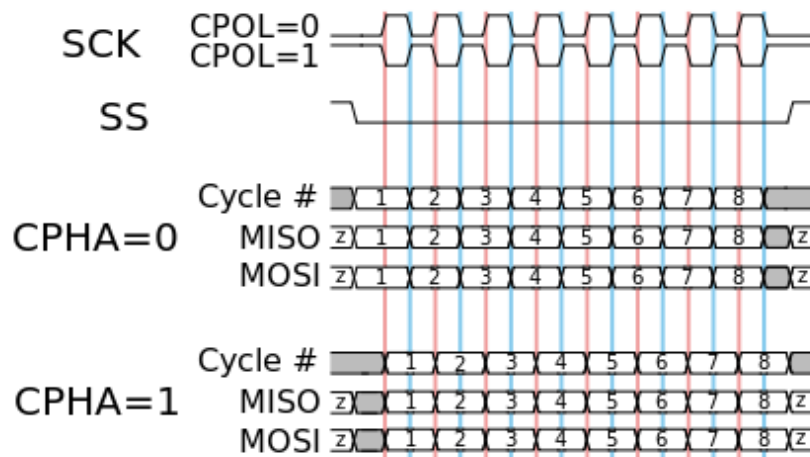 SCK CPOL=0
CPOL=1
SS
Cycle # 1 2 3 4 5 6 7 8
CPHA=0 MISO z 1 2 3 4 5 6 7 8 z
MOSI z 1 2 3 4 5 6 7 8 z
Cycle # 1 2 3 4 5 6 7 8
CPHA=1 MISO z 1 2 3 4 5 6 7 8 z
MOSI z 1 2 3 4 5 6 7 8 z